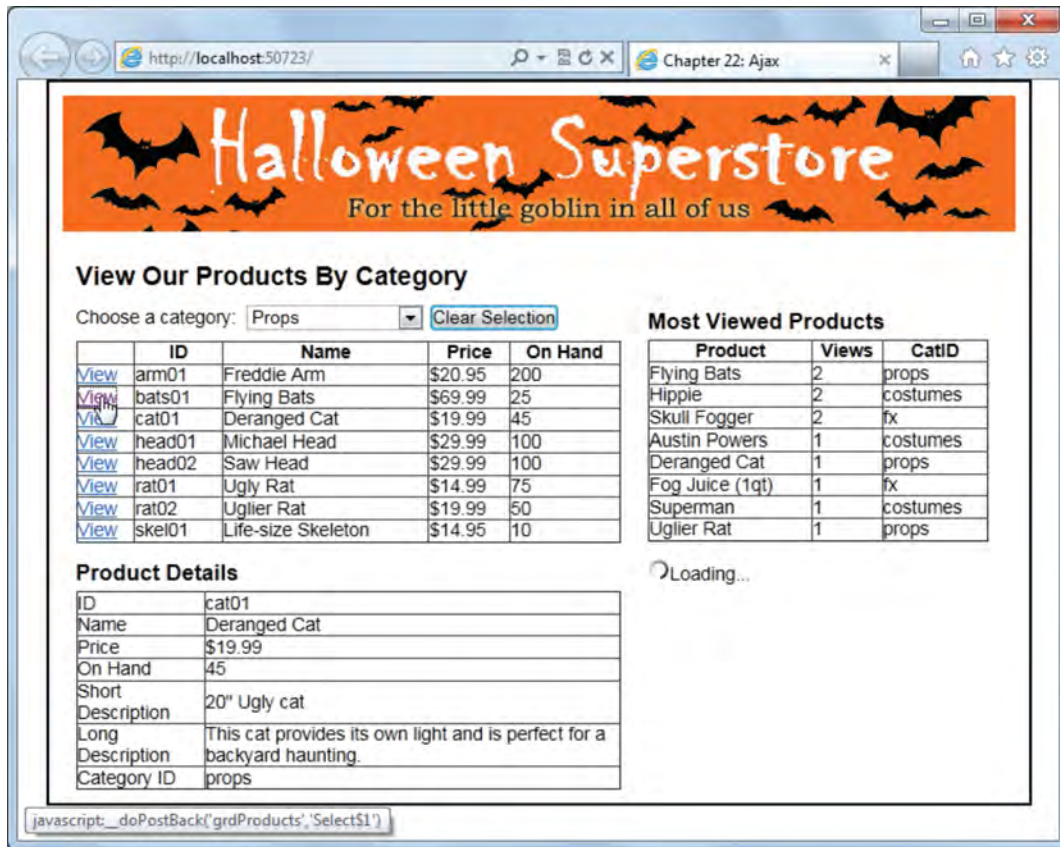 http://localhost:50723/
Chapter 22: Ajax
Halloween Superstore
For the little goblin in all of us
View Our Products By Category
Choose a category: Props Clear Selection
ID Name Price On Hand
View arm01 Freddie Arm $20.95 200
View bats01 Flying Bats $69.99 25
View cat01 Deranged Cat $19.99 45
View head01 Michael Head $29.99 100
View head02 Saw Head $29.99 100
View rat01 Ugly Rat $14.99 75
View rat02 Uglier Rat $19.99 50
View skel01 Life-size Skeleton $14.95 10
Most Viewed Products
Product Views CatID
Flying Bats 2 props
Hippie 2 costumes
Skull Fogger 2 fx
Austin Powers 1 costumes
Deranged Cat 1 props
Fog Juice (1qt) 1 fx
Superman 1 costumes
Uglier Rat 1 props
Loading...
Product Details
ID cat01
Name Deranged Cat
Price $19.99
On Hand 45
Short
Description 20" Ugly cat
Long This cat provides its own light and is perfect for a
Description backyard haunting.
Category ID props
javascript:__doPostBack('grdProducts','Select$1')